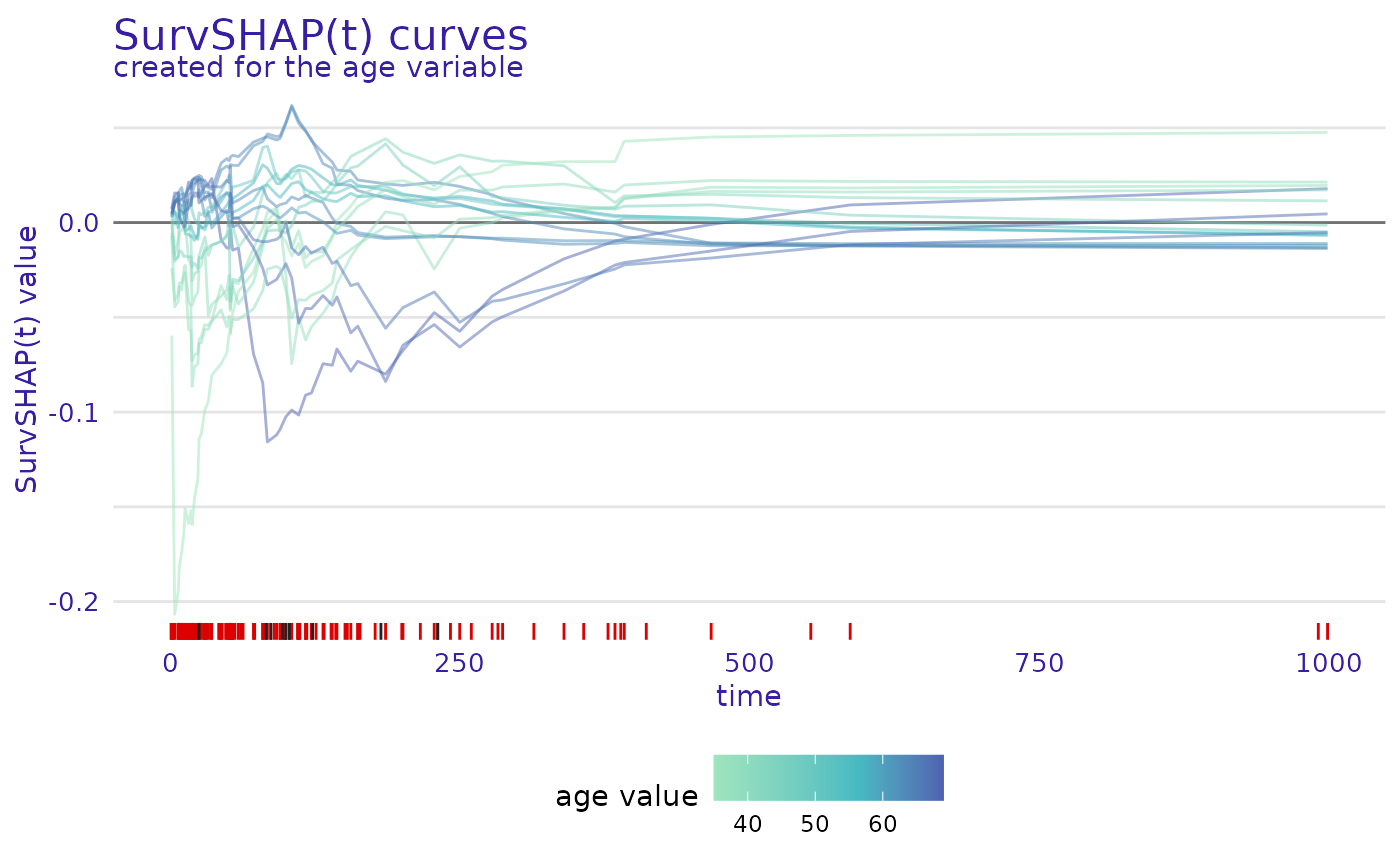 SurvSHAP(t) curves
created for the age variable
SurvSHAP(t) value
0.0
-0.1
-0.2
0 250 500 750 1000
time
age value
40 50 60